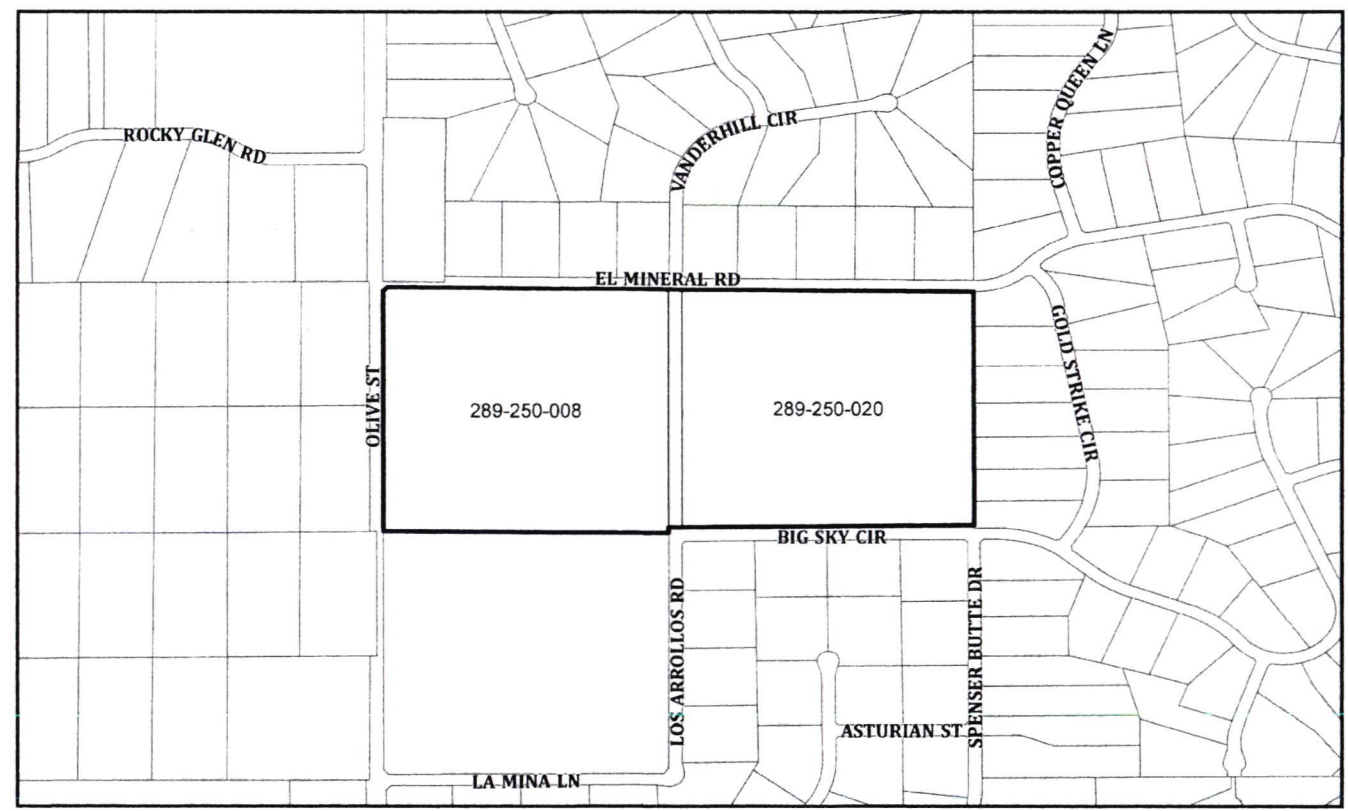 COPPER QUEEN LN
ROCKY GLEN RD
VANDERHILL CIR
EL MINERAL RD
OLIVE ST
289-250-008
289-250-020
GOLD STRIKE CIR
BIG SKY CIR
LOS ARROLLOS RD
SPENSER BUTTE DR
ASTURIAN ST
LA MINA LN